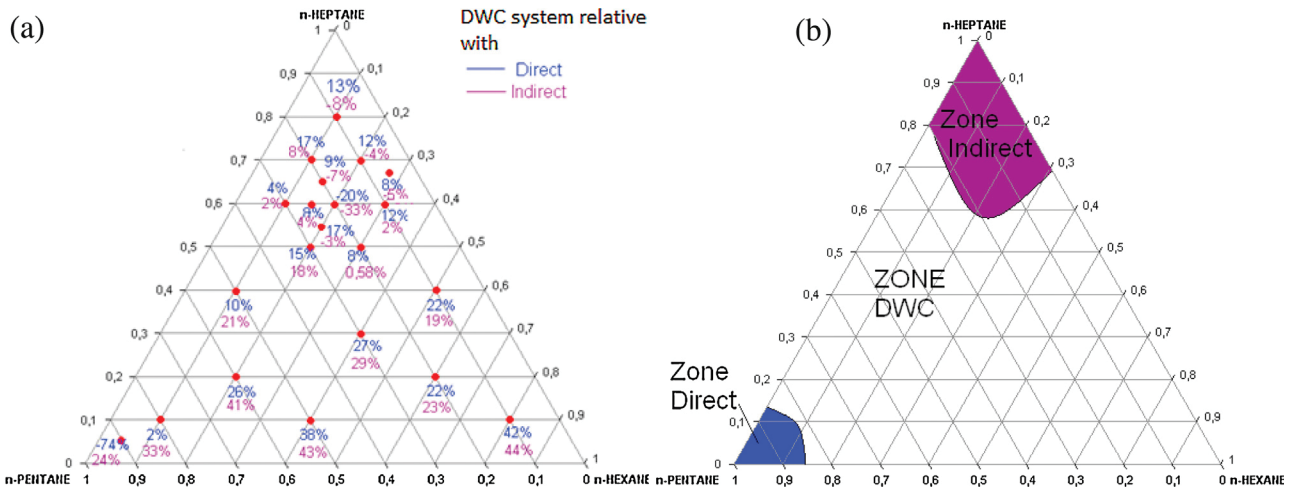 (a)
n-HEPTANE
DWC system relative
with
Direct
Indirect
1 0
0,9 0,1
13%
-8%
0,8 0,2
17% 12%
8% 9% -4%
0,7 0,3
-7% 8%
4% -20% -5%
2% 8% -33% 12%
0,6 0,4
4% 17% 2%
-3%
0,5 15% 8% 0,5
18% 0,58%
0,4 0,6
10% 22%
21% 19%
0,3 0,7
27%
29%
0,2 0,8
26% 22%
41% 23%
0,1 0,9
-74% 2% 38% 42%
24% 33% 43% 44%
0 1
n-PENTANE 1 0,9 0,8 0,7 0,6 0,5 0,4 0,3 0,2 0,1 0 n-HEXANE
(b)
n-HEPTANE
1 0
0,9 0,1
0,8 Zone 0,2
Indirect
0,7 0,3
0,6 0,4
0,5 0,5
ZONE
DWC
0,4 0,6
0,3 0,7
Zone
Direct
0,2 0,8
0,1 0,9
0 1
n-PENTANE 1 0,9 0,8 0,7 0,6 0,5 0,4 0,3 0,2 0,1 0 n-HEXANE